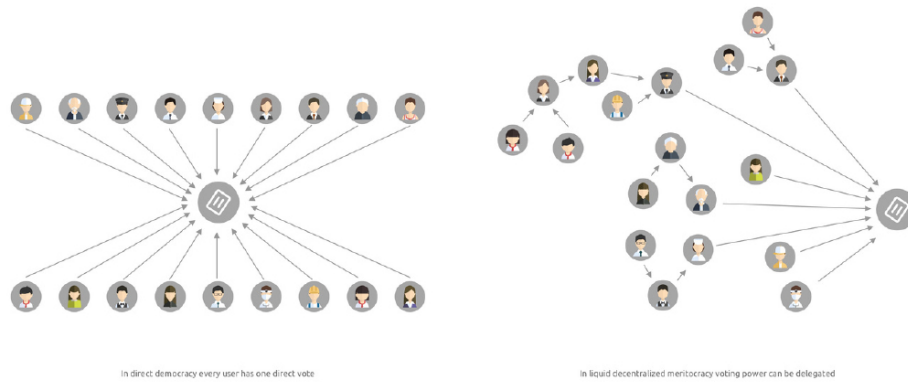 In direct democracy every user has one direct vote
In liquid decentralized meritocracy voting power can be delegated